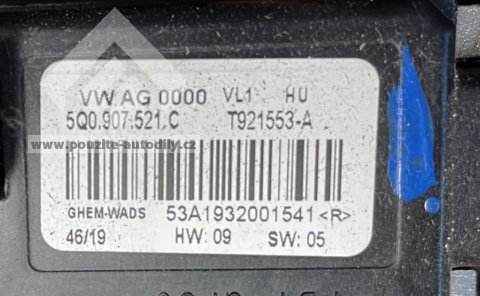 VW AG 0000 VL1 HU
5Q0.907.521.C T921553-A
www.pouzite-autodily.cz
GHEM-WADS 53A1932001541<R>
46/19 HW: 09 SW: 05